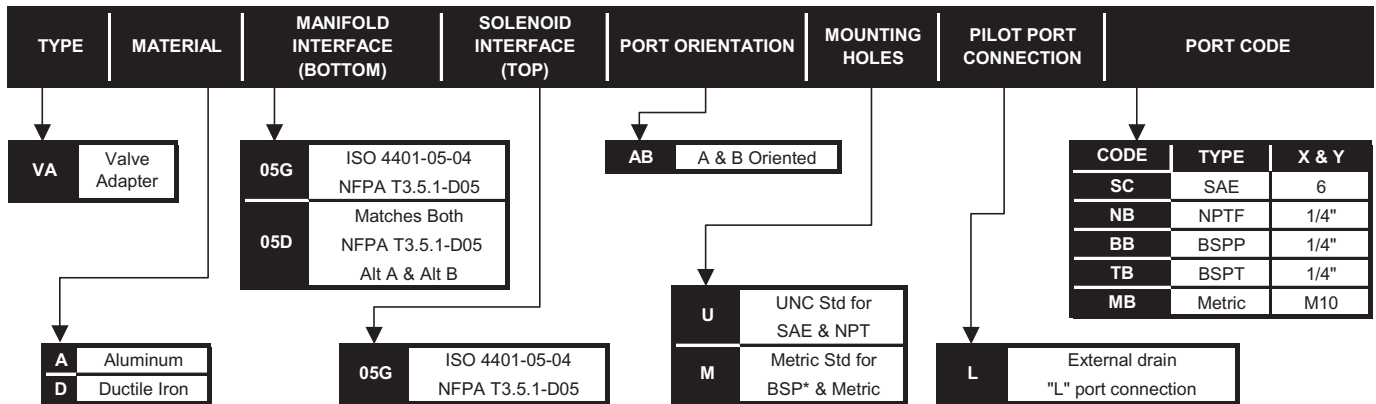 TYPE
MATERIAL
MANIFOLD
INTERFACE
(BOTTOM)
SOLENOID
INTERFACE
(TOP)
PORT ORIENTATION
MOUNTING
HOLES
PILOT PORT
CONNECTION
PORT CODE
VA
Valve
Adapter
A Aluminum
D Ductile Iron
05G
ISO 4401-05-04
NFPA T3.5.1-D05
05D
Matches Both
NFPA T3.5.1-D05
Alt A & Alt B
05G
ISO 4401-05-04
NFPA T3.5.1-D05
AB A & B Oriented
U
UNC Std for
SAE & NPT
M
Metric Std for
BSP* & Metric
L
External drain
"L" port connection
CODE TYPE X & Y
SC SAE 6
NB NPTF 1/4"
BB BSPP 1/4"
TB BSPT 1/4"
MB Metric M10